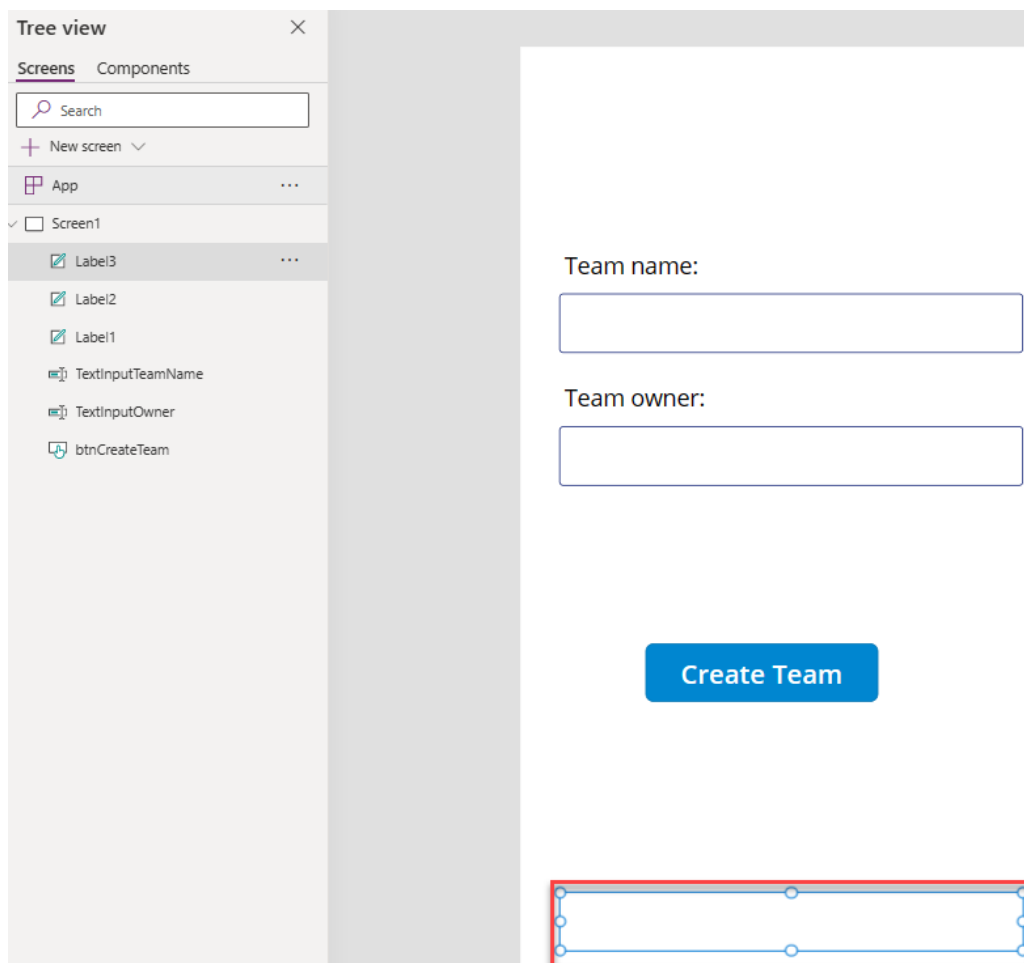 Tree view
Screens Components
Search
New screen
App
Screen1
Label3
Label2
Label1
TextInputTeamName
TextInputOwner
btnCreateTeam
Team name:
Team owner:
Create Team